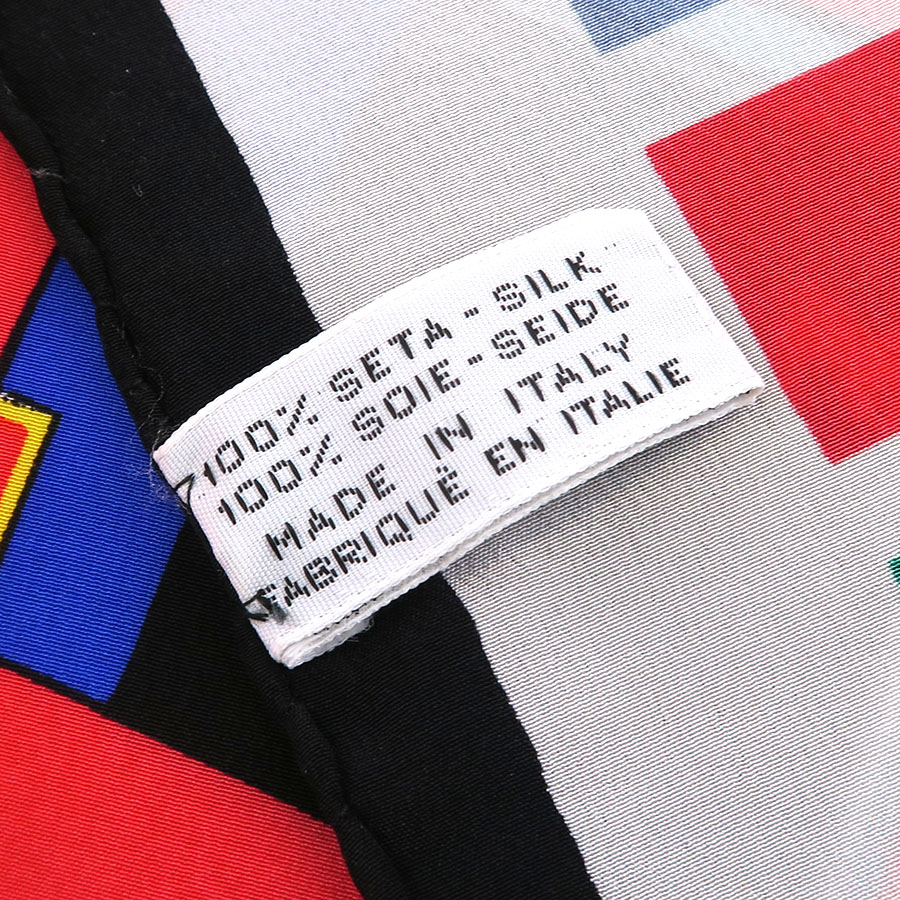 100% SETA - SILK
100% SOIE - SEIDE
MADE IN ITALY
FABRIQUÉ EN ITALIE